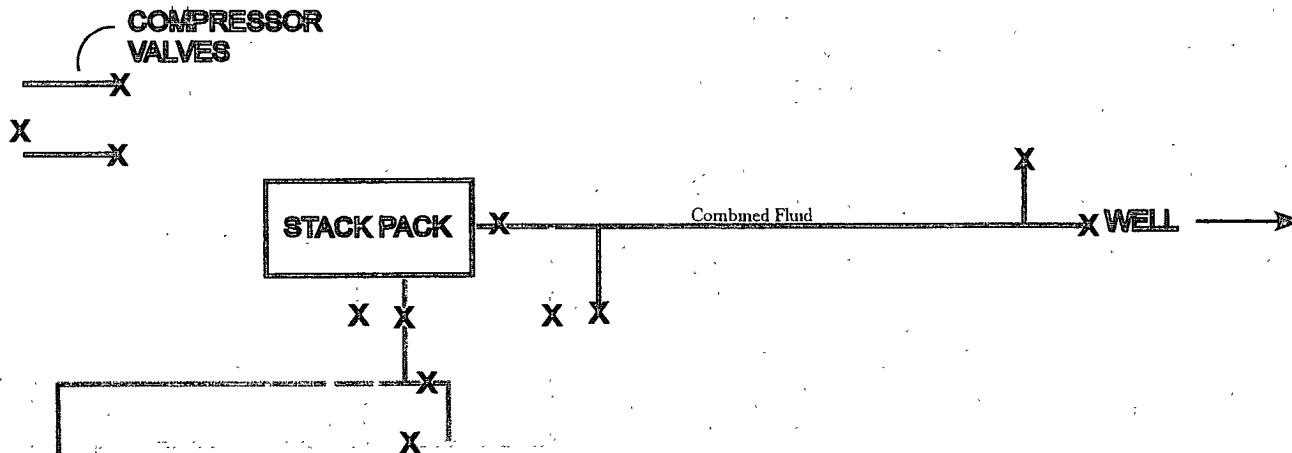 COMPRESSOR
VALVES
X
X
X
X
STACK PACK
X
Combined Fluid
X WELL
X
X
X
X
X
X